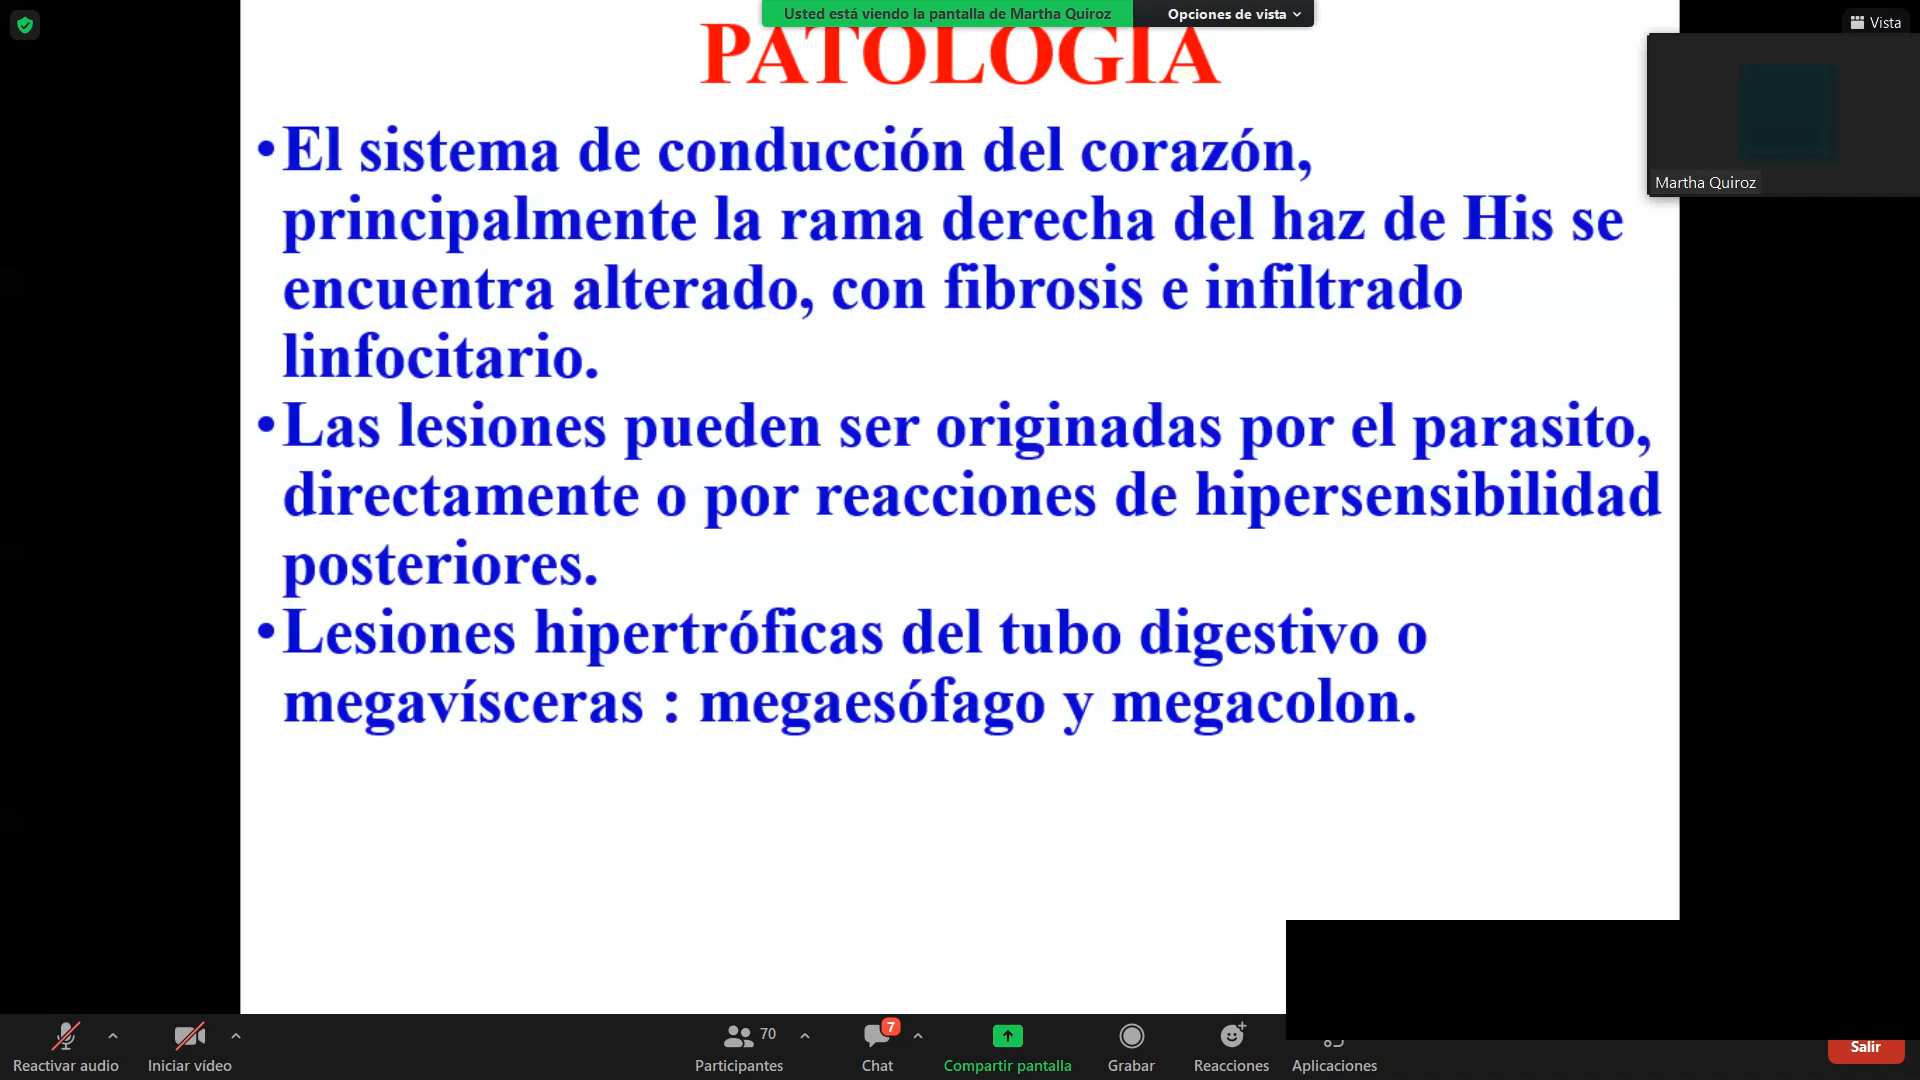 Usted está viendo la pantalla de Martha Quiroz
Opciones de vista
Vista
PATOLOGIA
Martha Quiroz
•El sistema de conducción del corazón,
principalmente la rama derecha del haz de His se
encuentra alterado, con fibrosis e infiltrado
linfocitario.
•Las lesiones pueden ser originadas por el parasito,
directamente o por reacciones de hipersensibilidad
posteriores.
•Lesiones hipertróficas del tubo digestivo o
megavísceras : megaesófago y megacolon.
70
7
Reactivar audio
Iniciar vídeo
Participantes
Chat
Compartir pantalla
Grabar
Reacciones
Aplicaciones
Salir